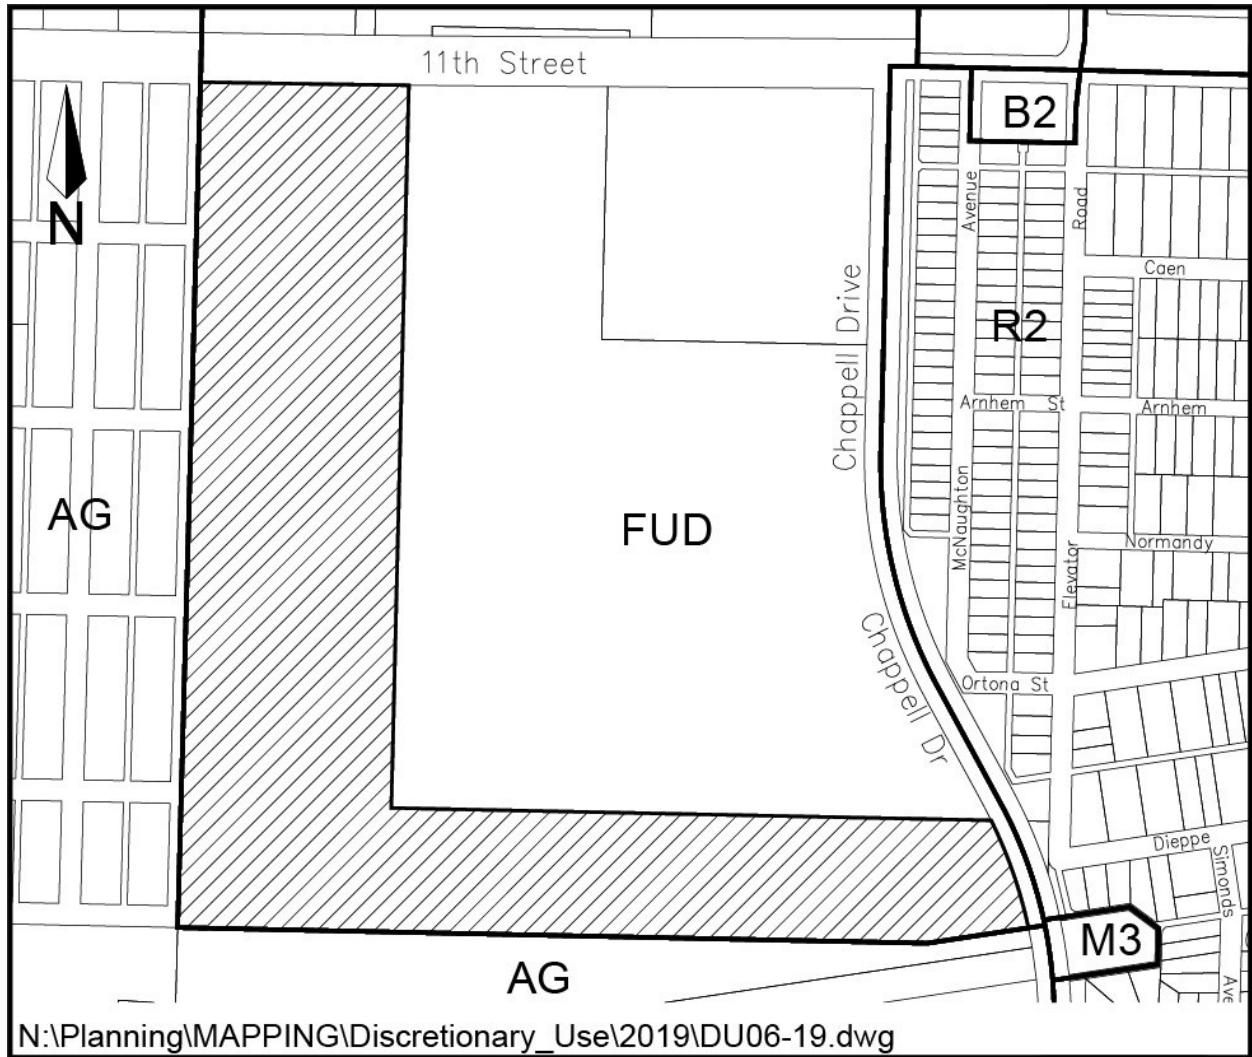 11th Street
B2
N
Avenue
Road
Caen
Chappell Drive
R2
Arnhem St
Arnhem
AG
FUD
McNaughton
Normandy
Elevator
Chappell Dr
Ortona St
Dieppe
Simonds
M3
AG
Ave
N:\Planning\MAPPING\Discretionary_Use\2019\DU06-19.dwg